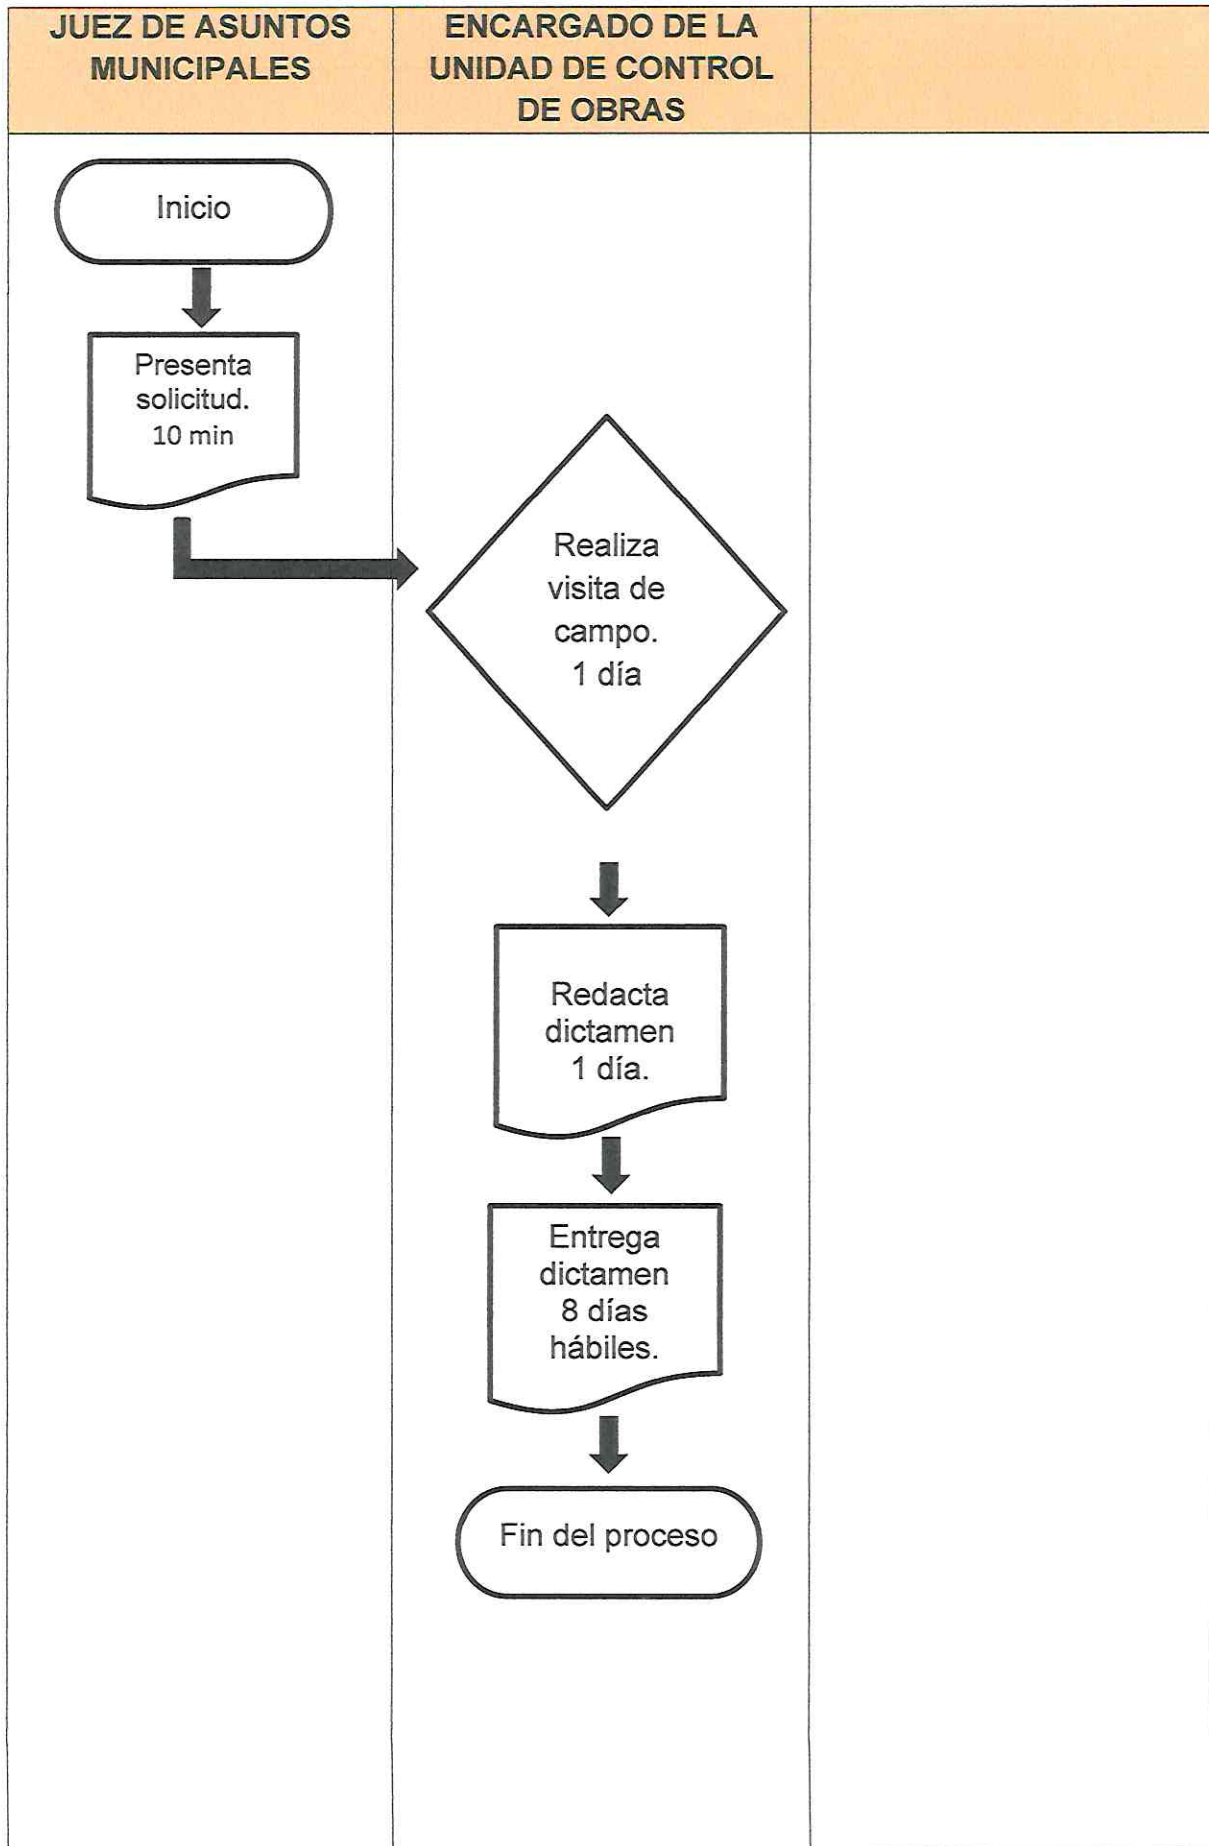 JUEZ DE ASUNTOS
MUNICIPALES
ENCARGADO DE LA
UNIDAD DE CONTROL
DE OBRAS
Inicio
Presenta
solicitud.
10 min
Realiza
visita de
campo.
1 día
Redacta
dictamen
1 día.
Entrega
dictamen
8 días
hábiles.
Fin del proceso